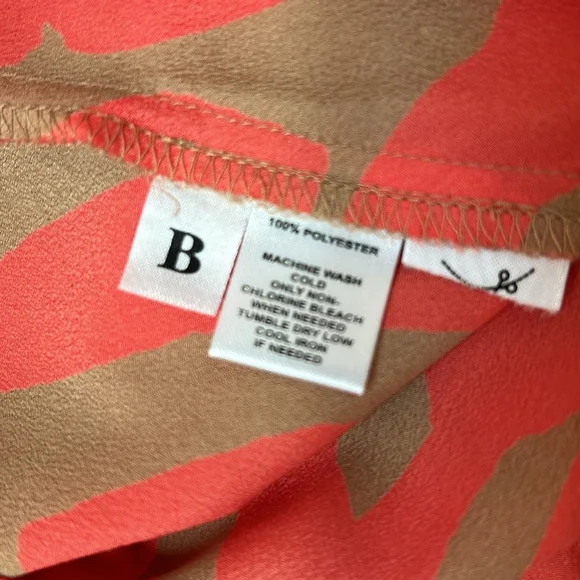 B
100% POLYESTER
MACHINE WASH
COLD
ONLY NON-
CHLORINE BLEACH
WHEN NEEDED
TUMBLE DRY LOW
COOL IRON
IF NEEDED